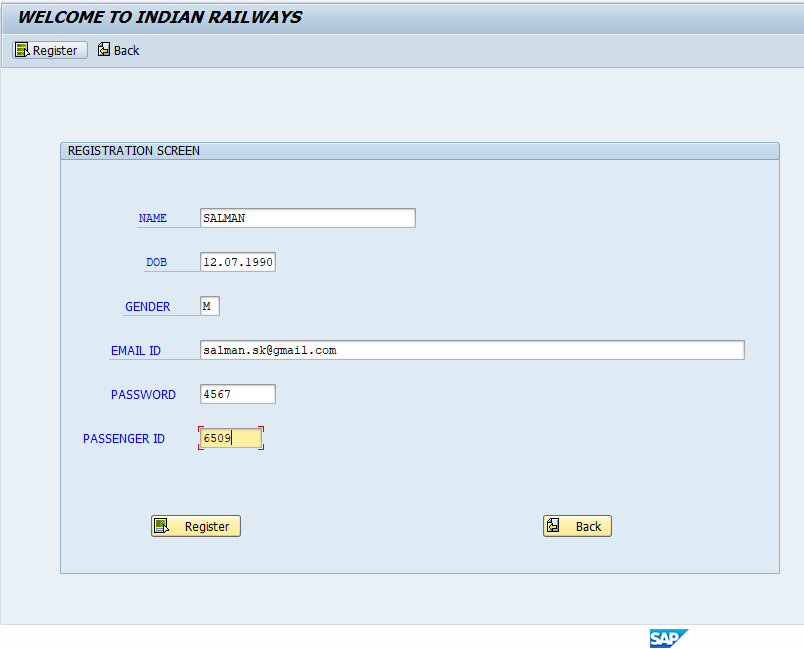 WELCOME TO INDIAN RAILWAYS
Register Back
REGISTRATION SCREEN
NAME SALMAN
DOB 12.07.1990
GENDER M
EMAIL ID salman.sk@gmail.com
PASSWORD 4567
PASSENGER ID 6509
Register Back
SAP